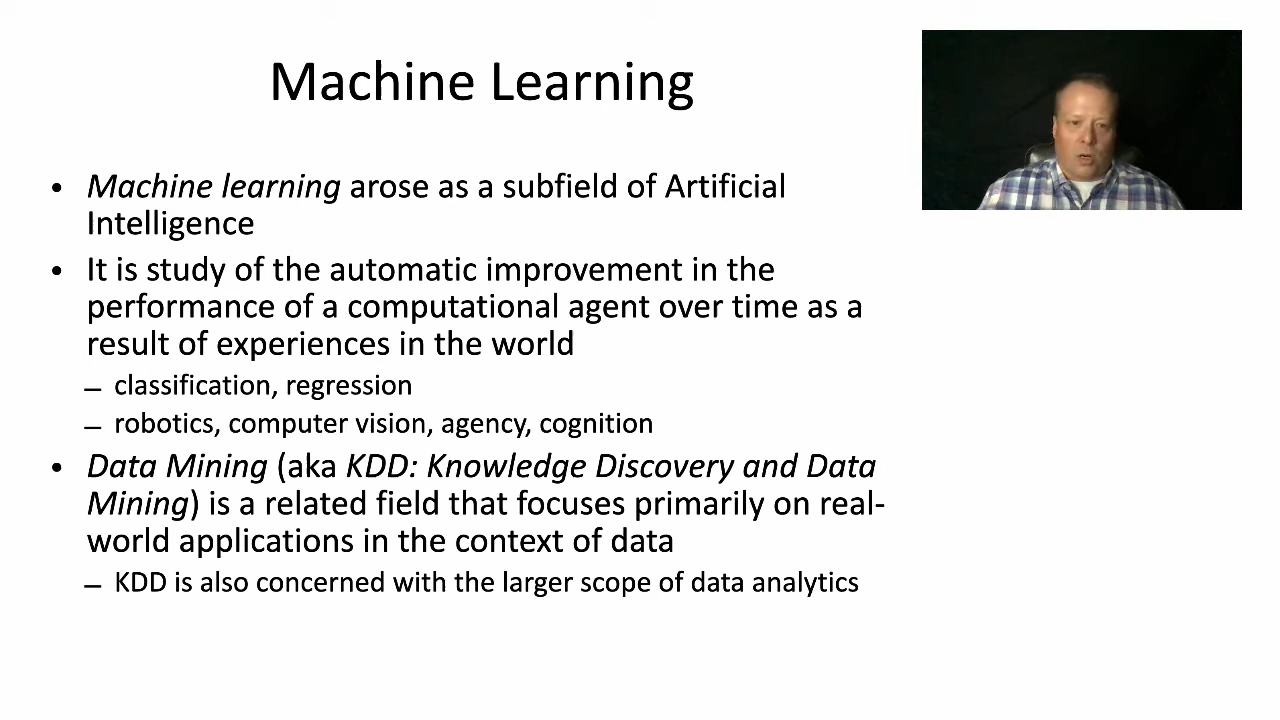 Machine Learning
• Machine learning arose as a subfield of Artificial
Intelligence
• It is study of the automatic improvement in the
performance of a computational agent over time as a
result of experiences in the world
– classification, regression
– robotics, computer vision, agency, cognition
• Data Mining (aka KDD: Knowledge Discovery and Data
Mining) is a related field that focuses primarily on real-
world applications in the context of data
– KDD is also concerned with the larger scope of data analytics